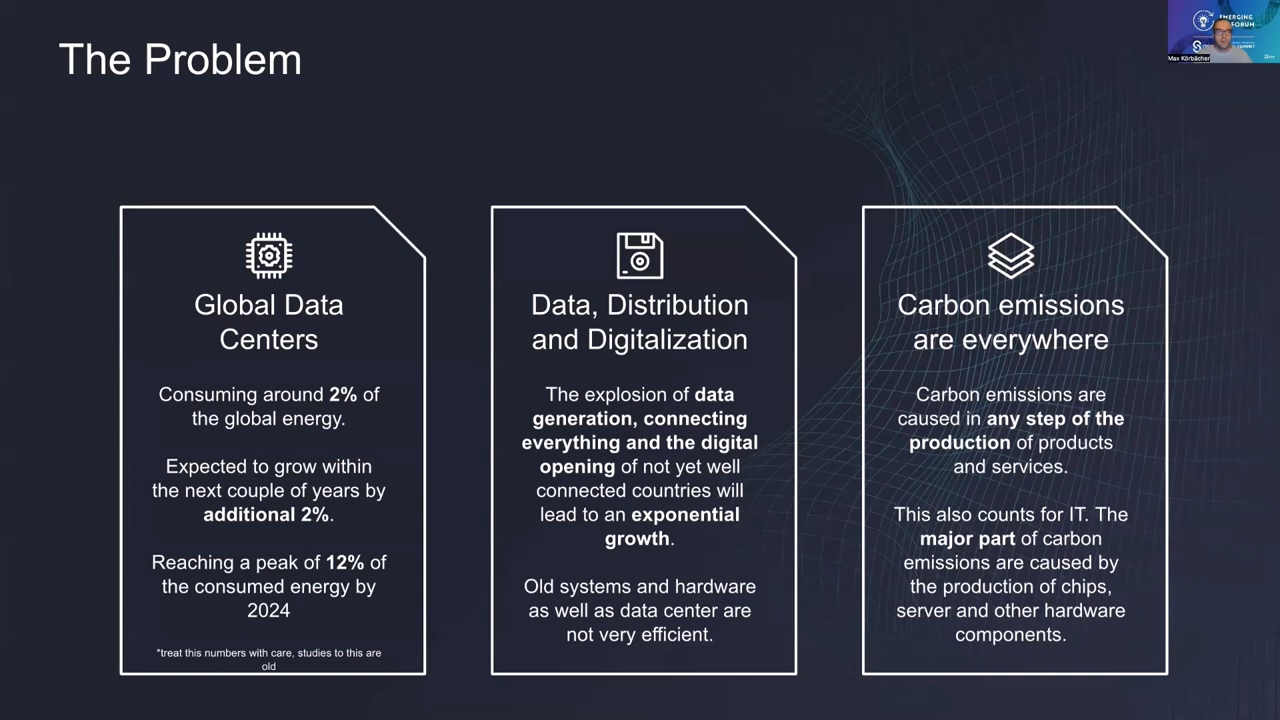 The Problem
EMERGING
FORUM
Max Körbächer
Global Data
Centers
Consuming around 2% of
the global energy.
Expected to grow within
the next couple of years by
additional 2%.
Reaching a peak of 12% of
the consumed energy by
2024
*treat this numbers with care, studies to this are
old
Data, Distribution
and Digitalization
The explosion of data
generation, connecting
everything and the digital
opening of not yet well
connected countries will
lead to an exponential
growth.
Old systems and hardware
as well as data center are
not very efficient.
Carbon emissions
are everywhere
Carbon emissions are
caused in any step of the
production of products
and services.
This also counts for IT. The
major part of carbon
emissions are caused by
the production of chips,
server and other hardware
components.